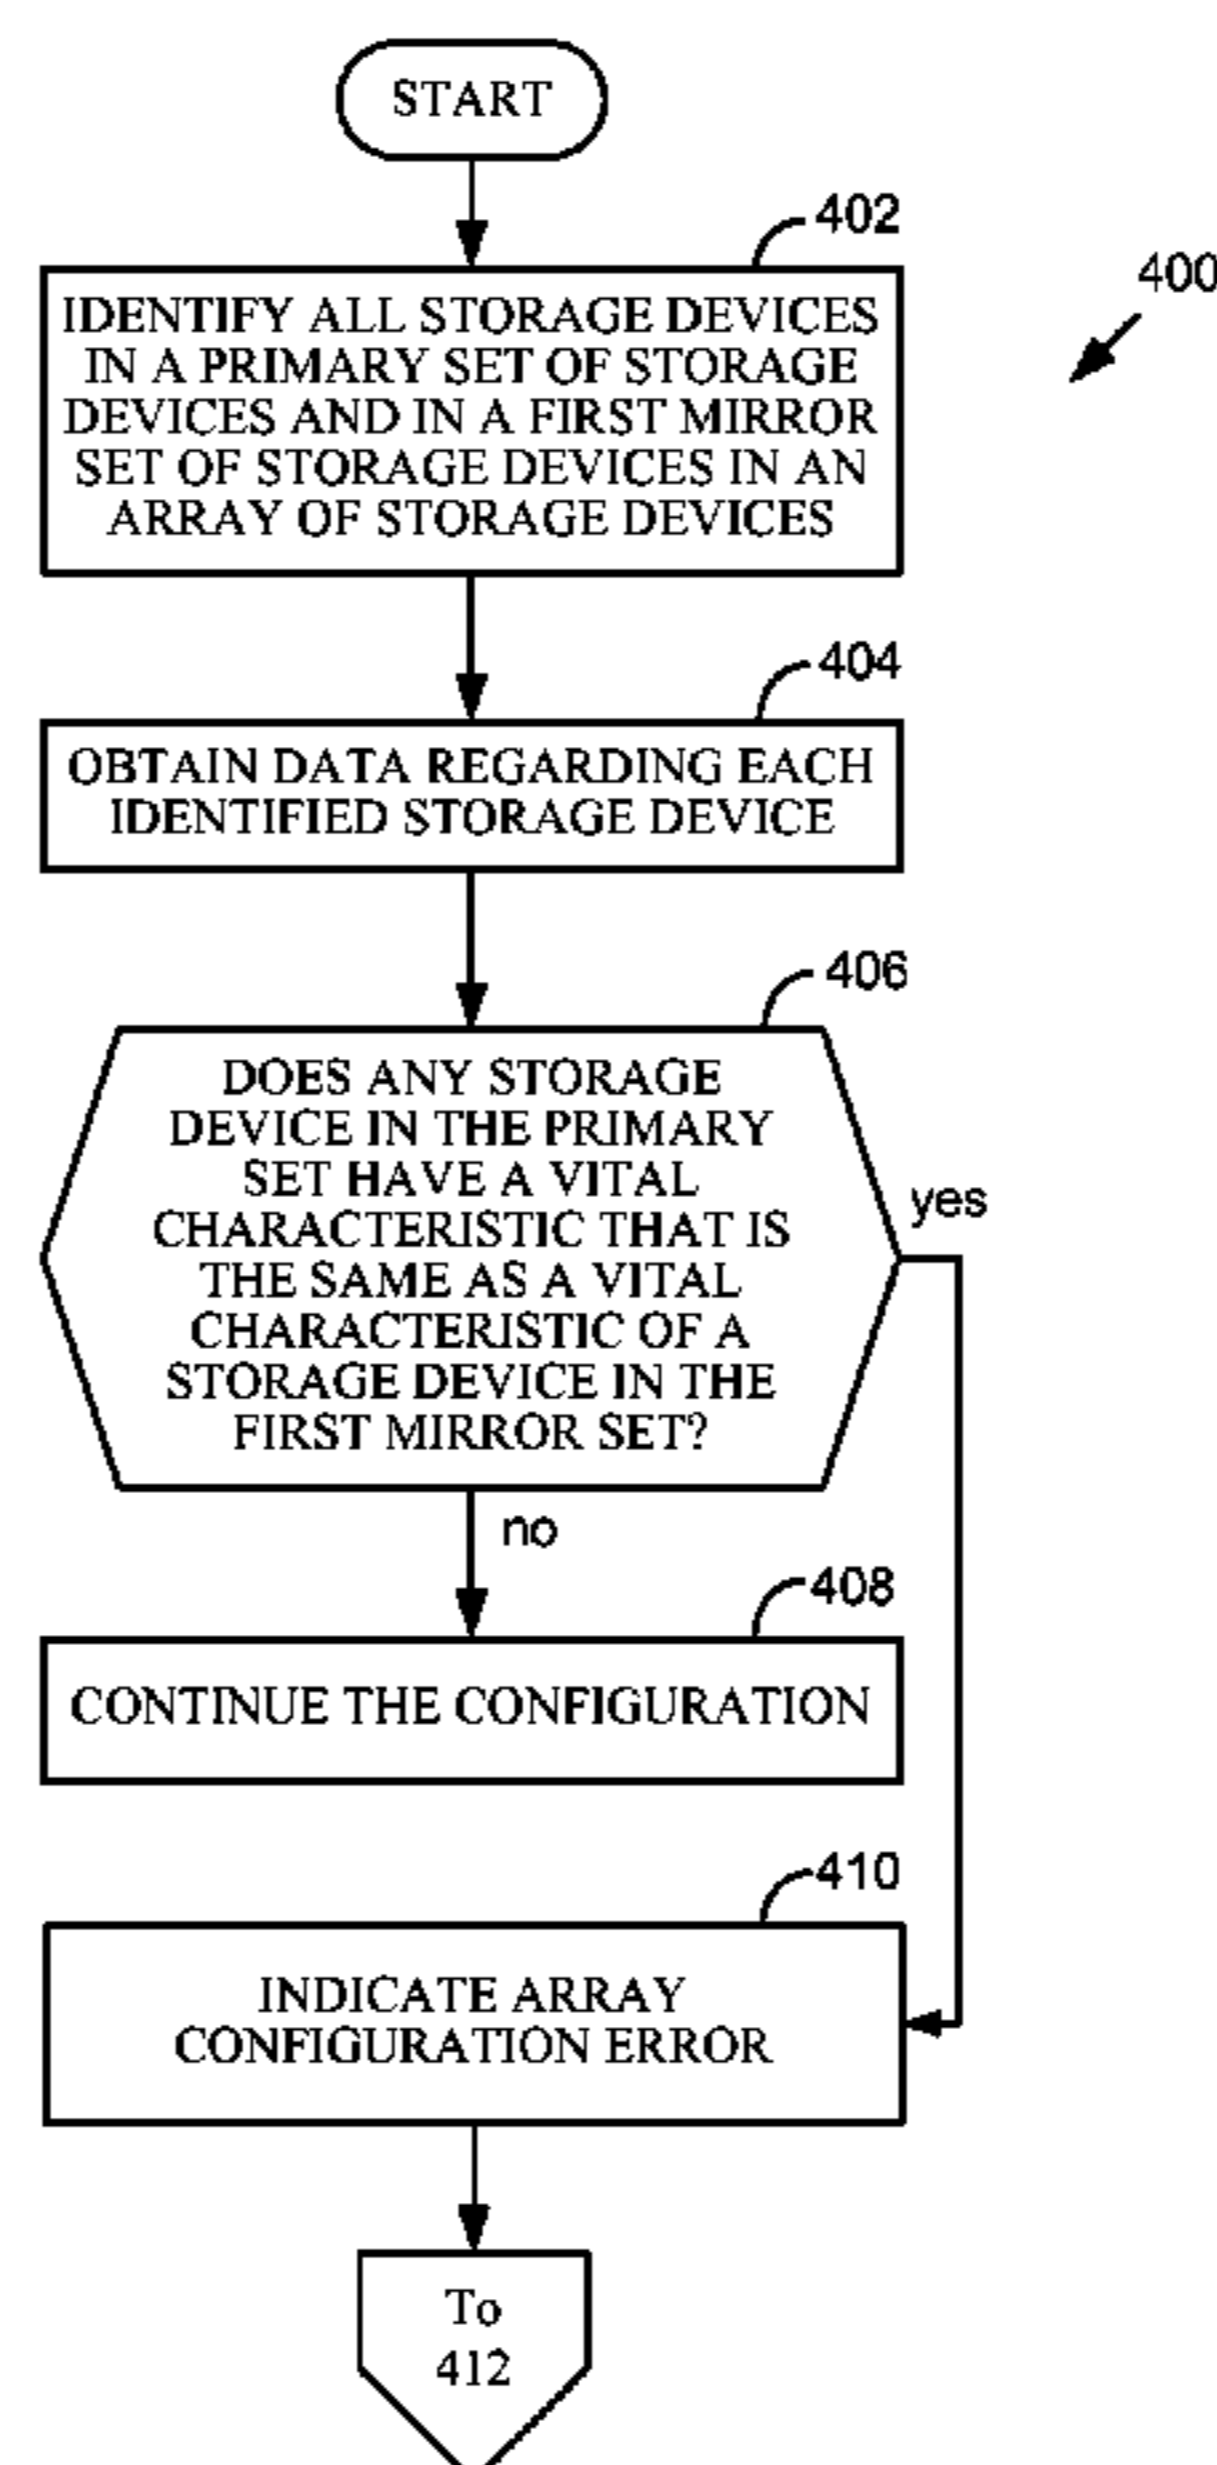 START
402
400
IDENTIFY ALL STORAGE DEVICES
IN A PRIMARY SET OF STORAGE
DEVICES AND IN A FIRST MIRROR
SET OF STORAGE DEVICES IN AN
ARRAY OF STORAGE DEVICES
404
OBTAIN DATA REGARDING EACH
IDENTIFIED STORAGE DEVICE
406
DOES ANY STORAGE
DEVICE IN THE PRIMARY
SET HAVE A VITAL
CHARACTERISTIC THAT IS
THE SAME AS A VITAL
CHARACTERISTIC OF A
STORAGE DEVICE IN THE
FIRST MIRROR SET?
yes
no
408
CONTINUE THE CONFIGURATION
410
INDICATE ARRAY
CONFIGURATION ERROR
To
412